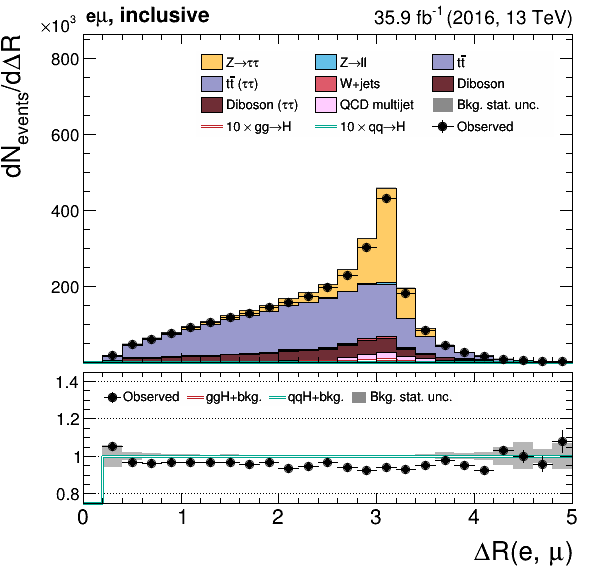 ×10³ eμ, inclusive 35.9 fb⁻¹ (2016, 13 TeV)
dN_events/dΔR
800
600
400
200
Z→ττ Z→ll tt̄
tt̄ (ττ) W+jets Diboson
Diboson (ττ) QCD multijet Bkg. stat. unc.
10 × gg→H 10 × qq→H Observed
1.4
1.2
1
0.8
Observed ggH+bkg. qqH+bkg. Bkg. stat. unc.
0 1 2 3 4 5
ΔR(e, μ)